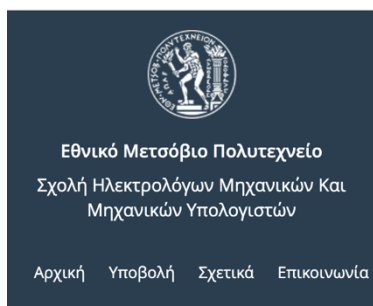 Εθνικό Μετσόβιο Πολυτεχνείο
Σχολή Ηλεκτρολόγων Μηχανικών Και
Μηχανικών Υπολογιστών
Αρχική Υποβολή Σχετικά Επικοινωνία